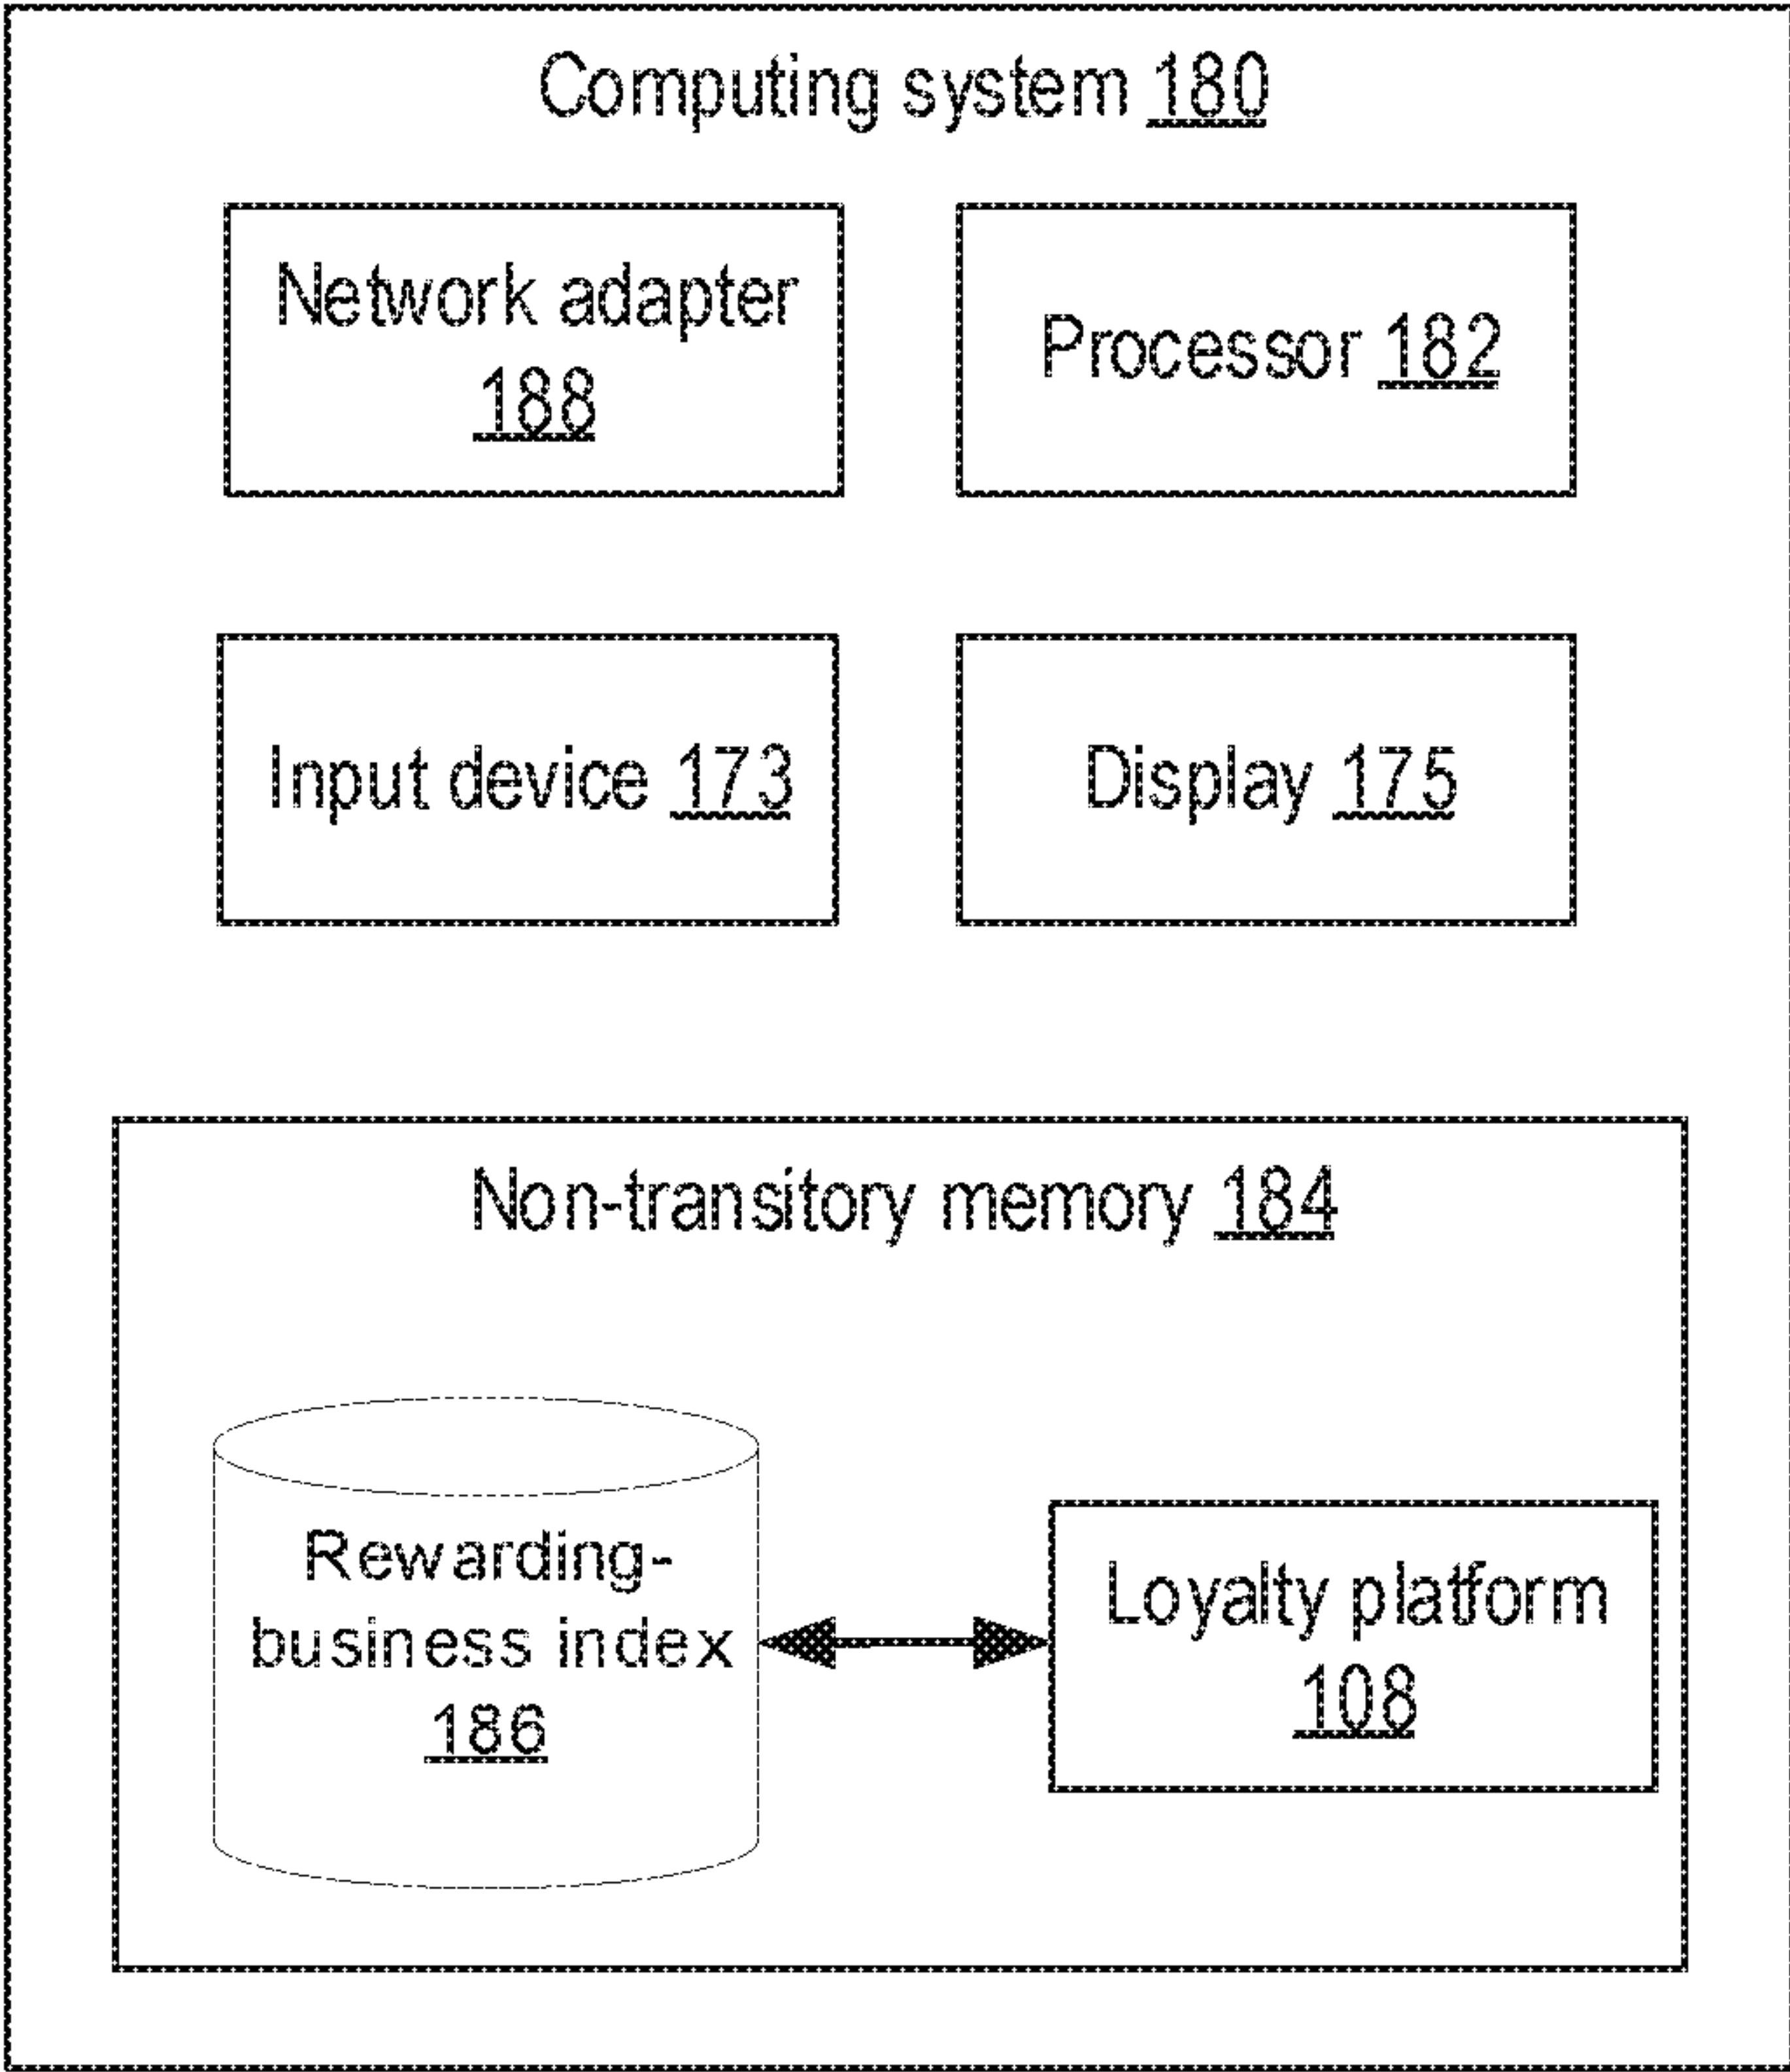 Computing system 180
Network adapter
188
Processor 182
Input device 173
Display 175
Non-transitory memory 184
Rewarding-
business index
186
Loyalty platform
108